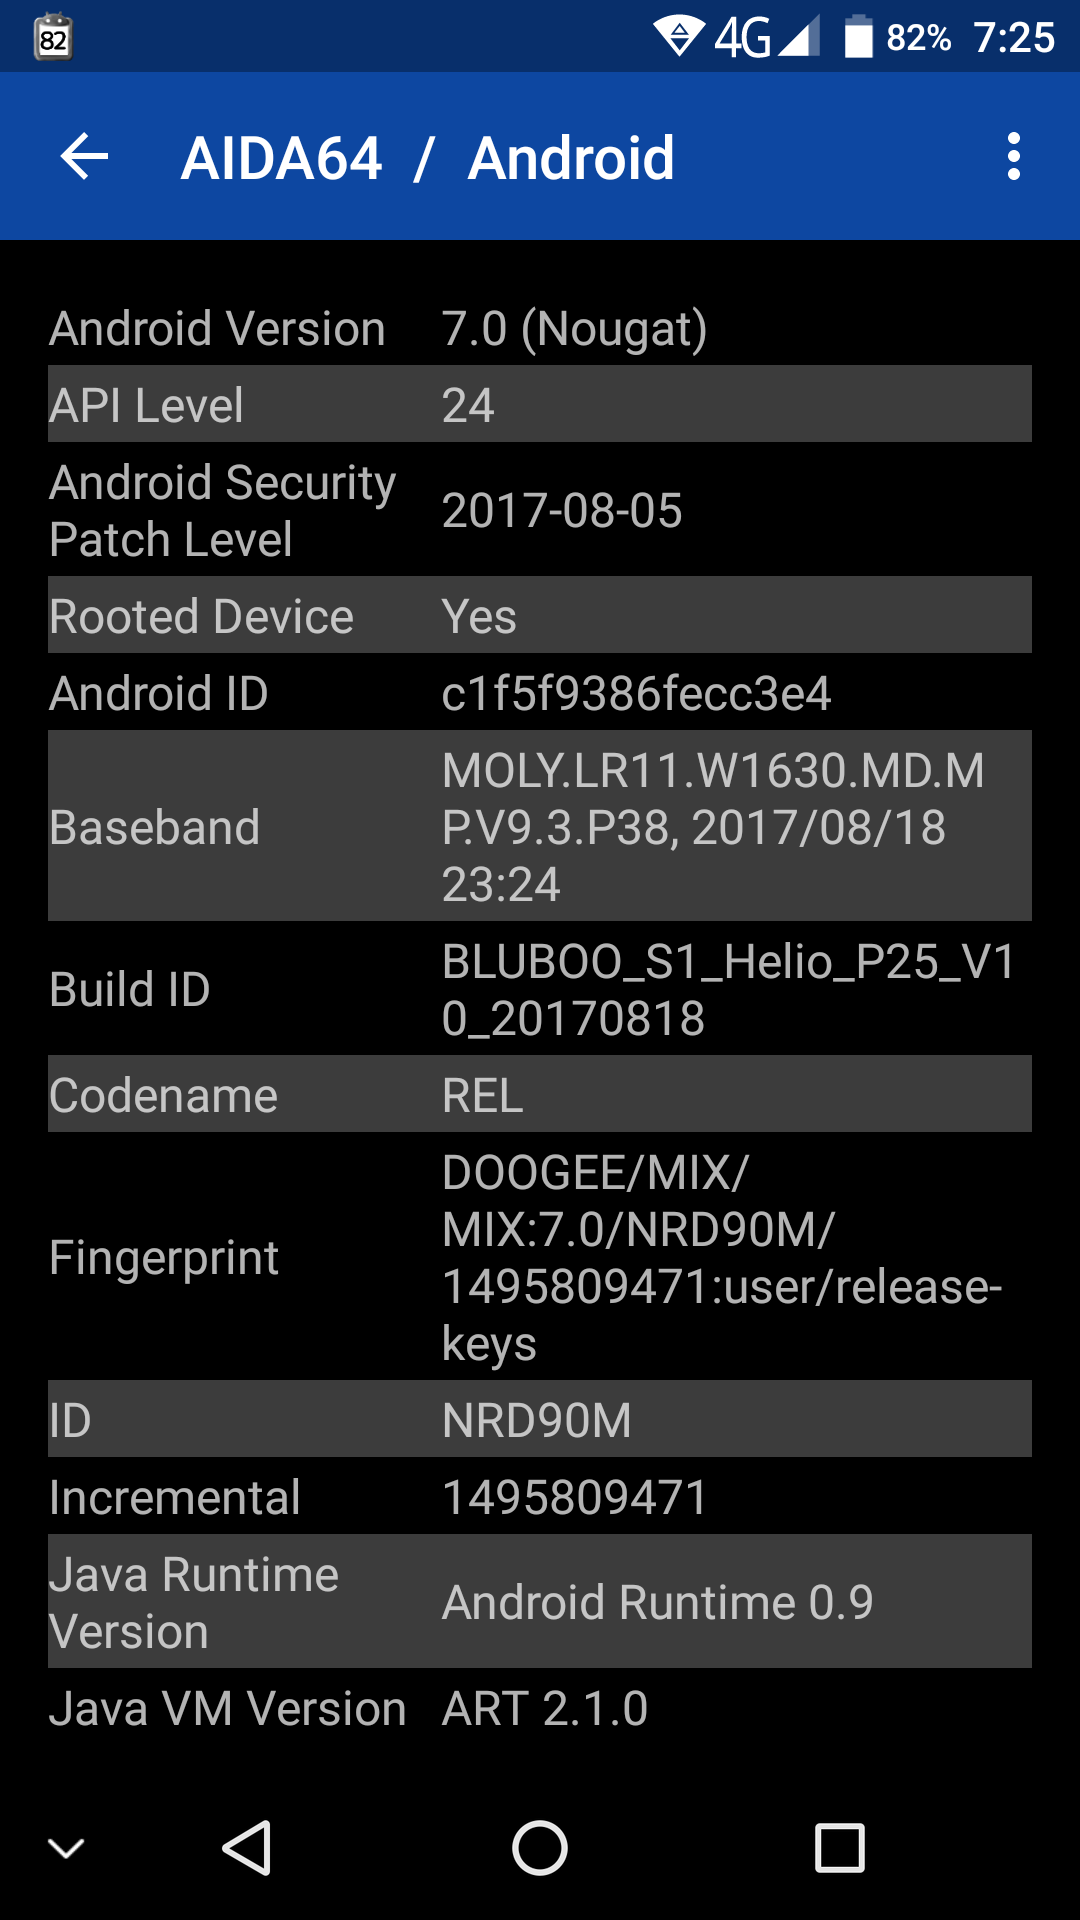 82 4G 82% 7:25
AIDA64 / Android
Android Version 7.0 (Nougat)
API Level 24
Android Security
Patch Level
2017-08-05
Rooted Device Yes
Android ID c1f5f9386fecc3e4
Baseband
MOLY.LR11.W1630.MD.M
P.V9.3.P38, 2017/08/18
23:24
Build ID
BLUBOO_S1_Helio_P25_V1
0_20170818
Codename REL
Fingerprint
DOOGEE/MIX/
MIX:7.0/NRD90M/
1495809471:user/release-
keys
ID NRD90M
Incremental 1495809471
Java Runtime
Version
Android Runtime 0.9
Java VM Version ART 2.1.0